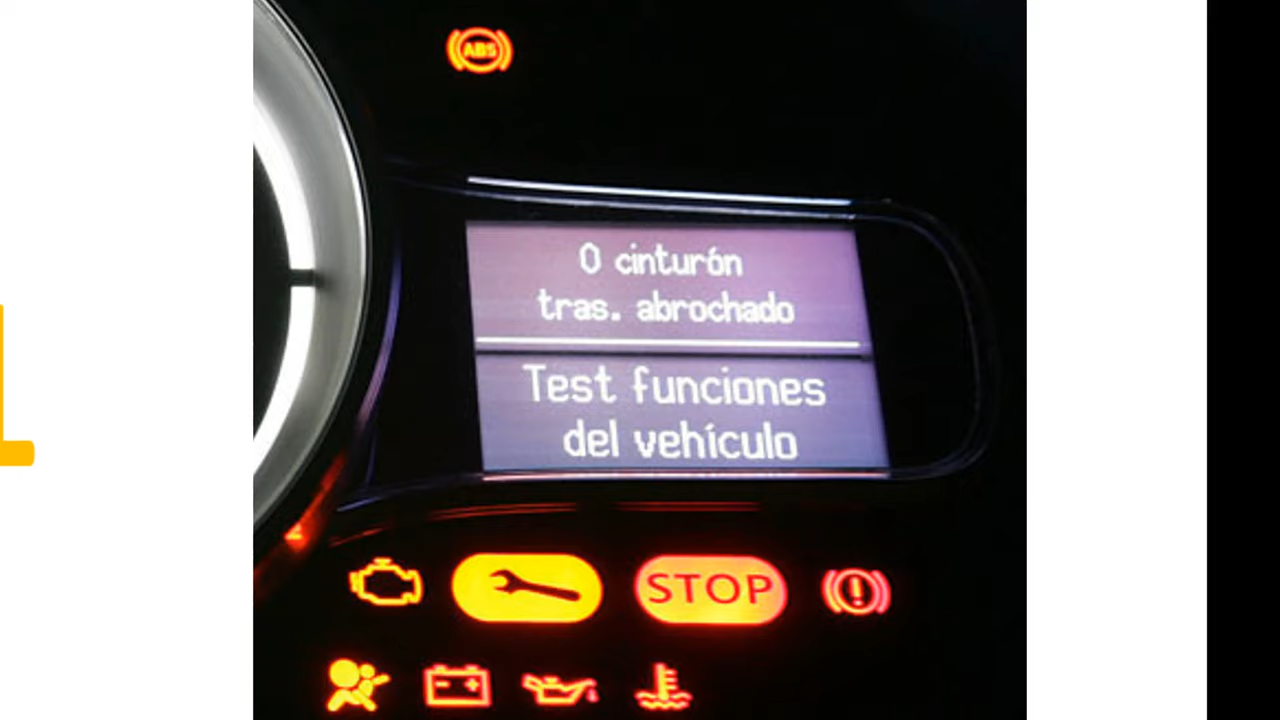 ABS
0 cinturón
tras. abrochado
Test funciones
del vehículo
STOP